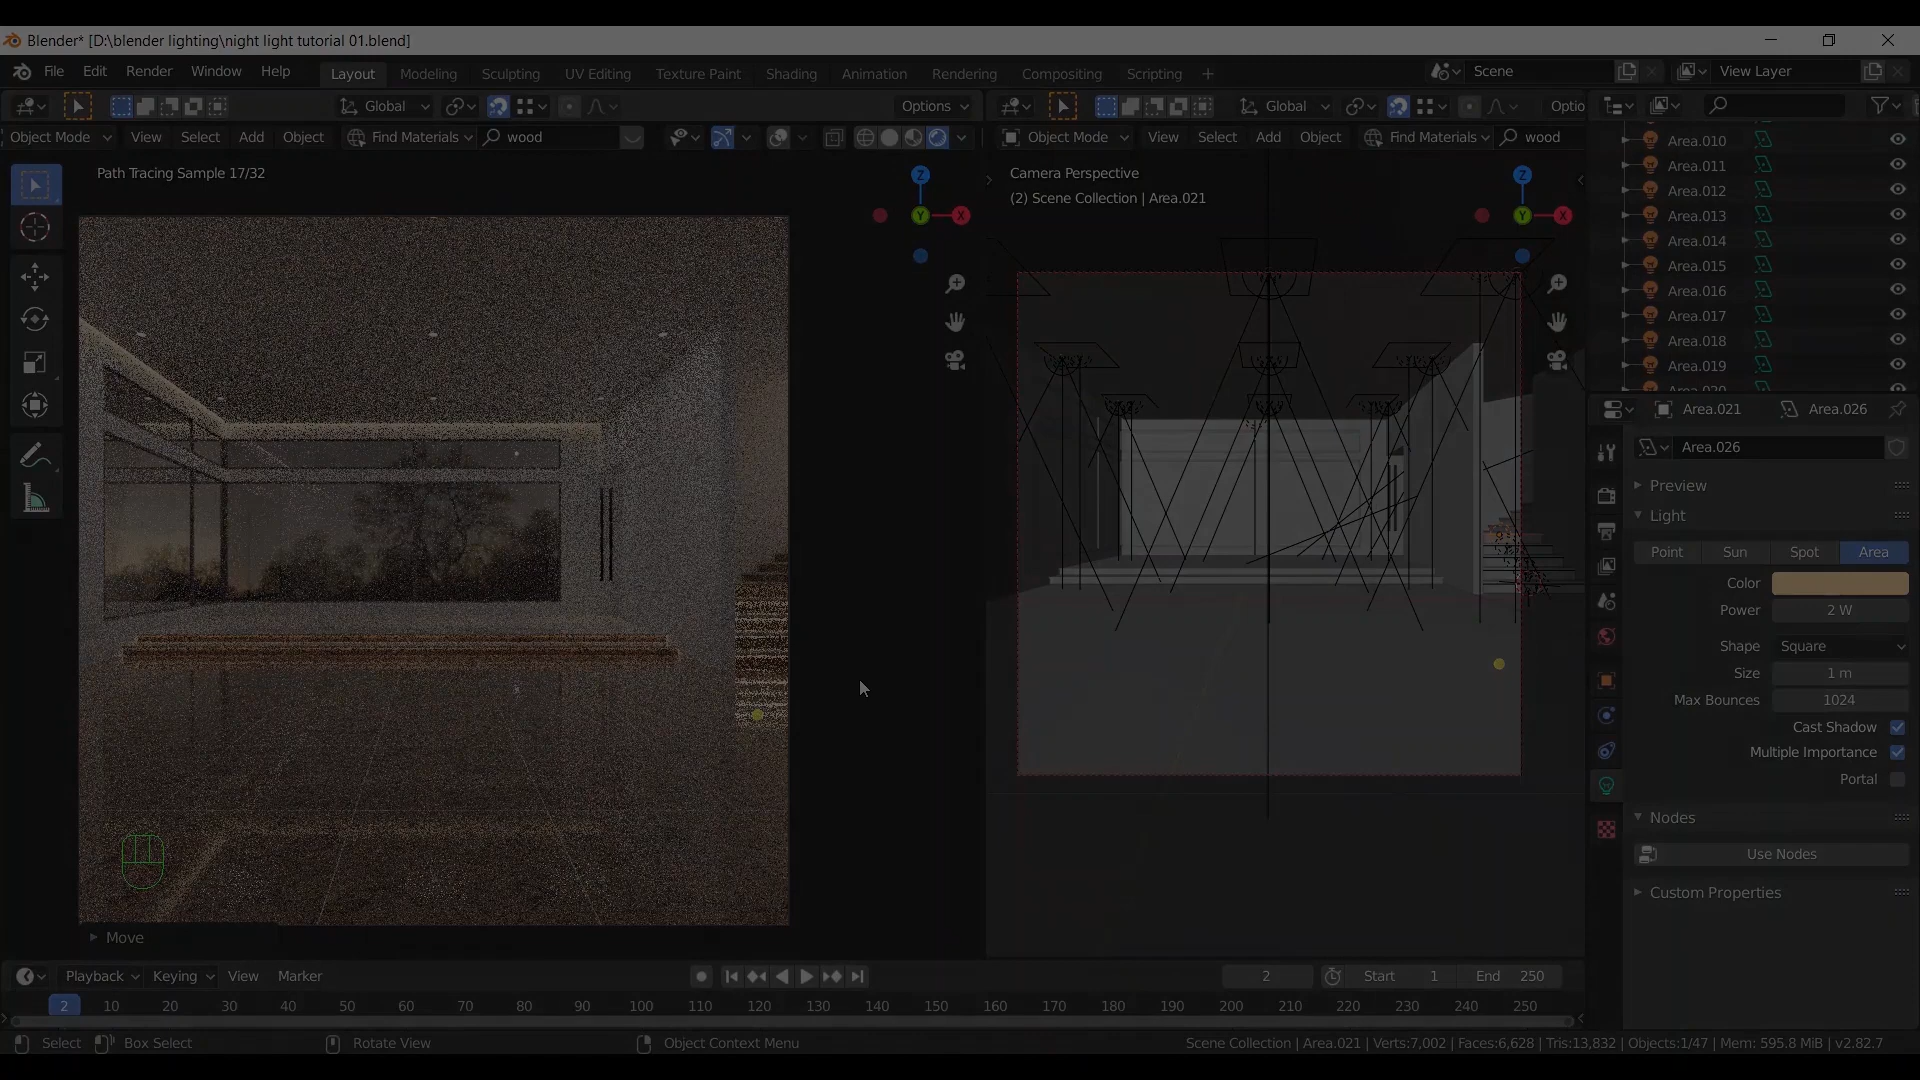 Blender* [D:\blender lighting\night light tutorial 01.blend]
File Edit Render Window Help
Layout Modeling Sculpting UV Editing Texture Paint Shading Animation Rendering Compositing Scripting +
Scene
View Layer
Global
Options
Global
Optio
Object Mode View Select Add Object Find Materials wood
Object Mode View Select Add Object Find Materials wood
Path Tracing Sample 17/32
Z
Y
X
Camera Perspective
(2) Scene Collection | Area.021
Z
Y
X
Area.010
Area.011
Area.012
Area.013
Area.014
Area.015
Area.016
Area.017
Area.018
Area.019
Area.020
Area.021 Area.026
Area.026
Preview
Light
Point Sun Spot Area
Color
Power 2 W
Shape Square
Size 1 m
Max Bounces 1024
Cast Shadow
Multiple Importance
Portal
Nodes
Use Nodes
Custom Properties
Move
Playback Keying View Marker
2
Start 1 End 250
2 10 20 30 40 50 60 70 80 90 100 110 120 130 140 150 160 170 180 190 200 210 220 230 240 250
Select Box Select Rotate View Object Context Menu
Scene Collection | Area.021 | Verts:7,002 | Faces:6,628 | Tris:13,832 | Objects:1/47 | Mem: 595.8 MiB | v2.82.7